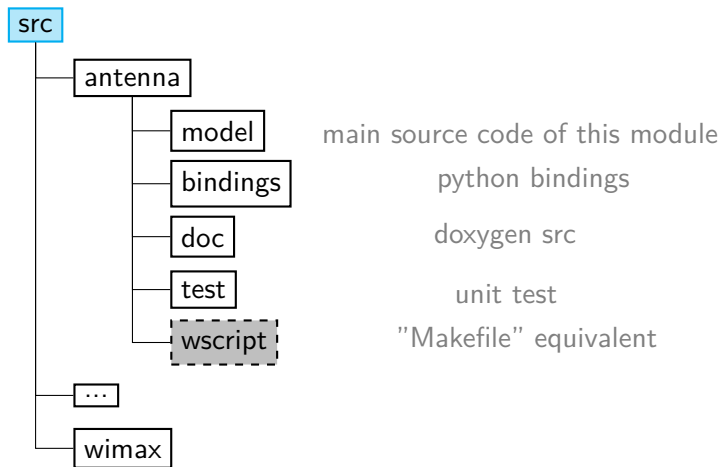 src
antenna
model main source code of this module
bindings python bindings
doc doxygen src
test unit test
wscript ”Makefile” equivalent
...
wimax